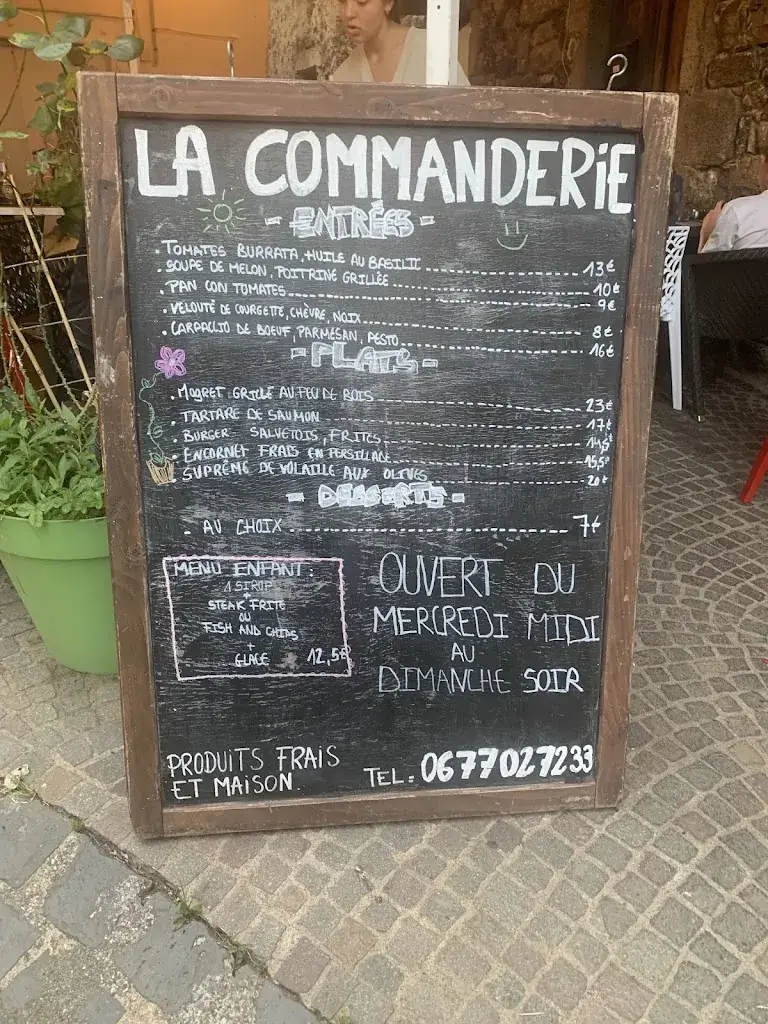 LA COMMANDERiE
- ENTRÉES -
. TOMATES BURRATA, HUILE AU BASILIC 13€
. SOUPE DE MELON, POITRINE GRILLÉE 10€
. PAN CON TOMATES 9€
. VELOUTÉ DE COURGETTE, CHÈVRE, NOIX 8€
. CARPACCIO DE BOEUF, PARMESAN, PESTO 16€
- PLATS -
. MAGRET GRILLÉ AU FEU DE BOIS 23€
. TARTARE DE SAUMON 17€
. BURGER SALVETOIS, FRITES 14,5€
. ENCORNET FRAIS EN PERSILLADE 15,5€
. SUPRÊME DE VOLAILLE AUX OLIVES 20€
- DESSERTS -
- AU CHOIX 7€
MENU ENFANT :
1 SIROP
+
STEAK FRITE
OU
FISH AND CHIPS
+
GLACE 12,5€
OUVERT DU
MERCREDI MIDI
AU
DIMANCHE SOIR
PRODUiTS FRAIS
ET MAiSON.
TEL : 0677027233